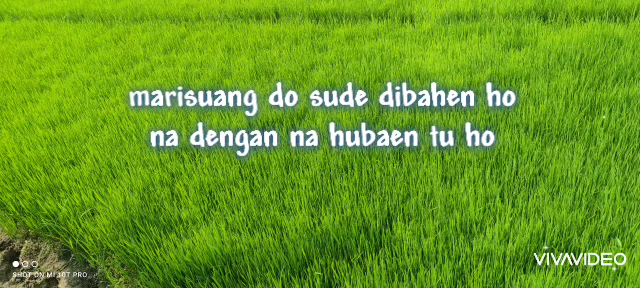 marisuang do sude dibahen ho
na dengan na hubaen tu ho
VIVAVIDEO
SHOT ON MI 10T PRO